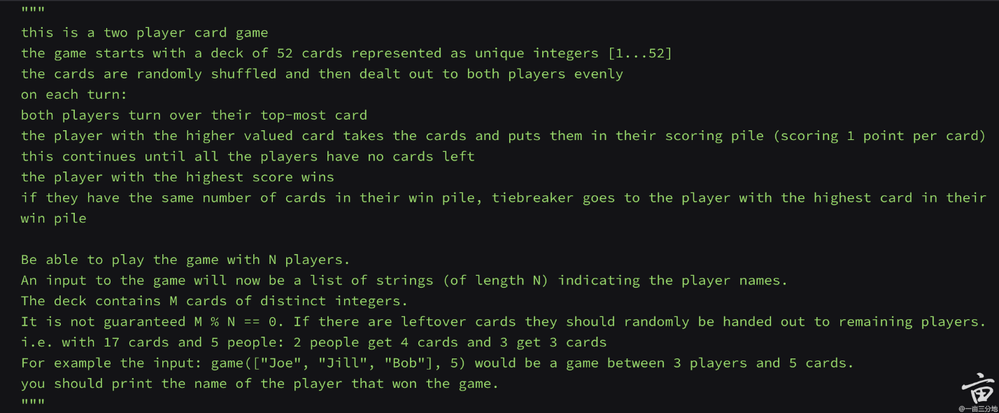 """
this is a two player card game
the game starts with a deck of 52 cards represented as unique integers [1...52]
the cards are randomly shuffled and then dealt out to both players evenly
on each turn:
both players turn over their top-most card
the player with the higher valued card takes the cards and puts them in their scoring pile (scoring 1 point per card)
this continues until all the players have no cards left
the player with the highest score wins
if they have the same number of cards in their win pile, tiebreaker goes to the player with the highest card in their
win pile
Be able to play the game with N players.
An input to the game will now be a list of strings (of length N) indicating the player names.
The deck contains M cards of distinct integers.
It is not guaranteed M % N == 0. If there are leftover cards they should randomly be handed out to remaining players.
i.e. with 17 cards and 5 people: 2 people get 4 cards and 3 get 3 cards
For example the input: game(["Joe", "Jill", "Bob"], 5) would be a game between 3 players and 5 cards.
you should print the name of the player that won the game.
"""
亩
@一亩三分地